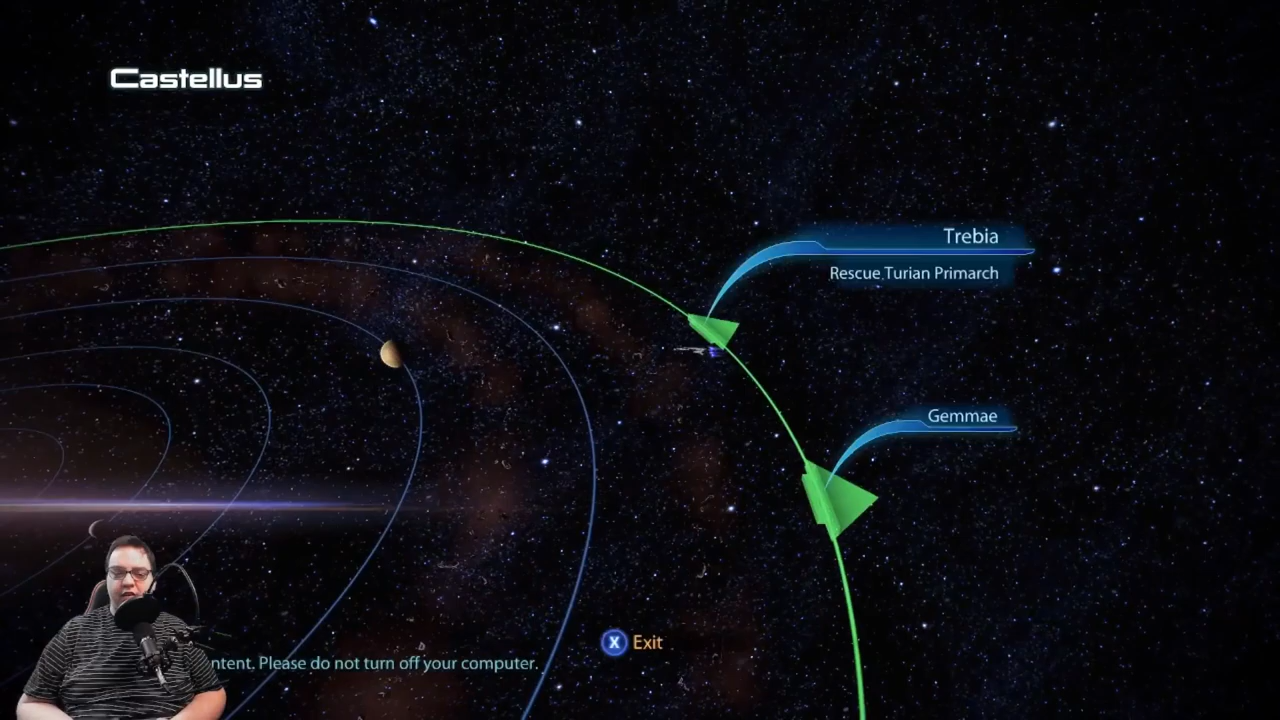 Castellus
Trebia
Rescue Turian Primarch
Gemmae
X Exit
ntent. Please do not turn off your computer.